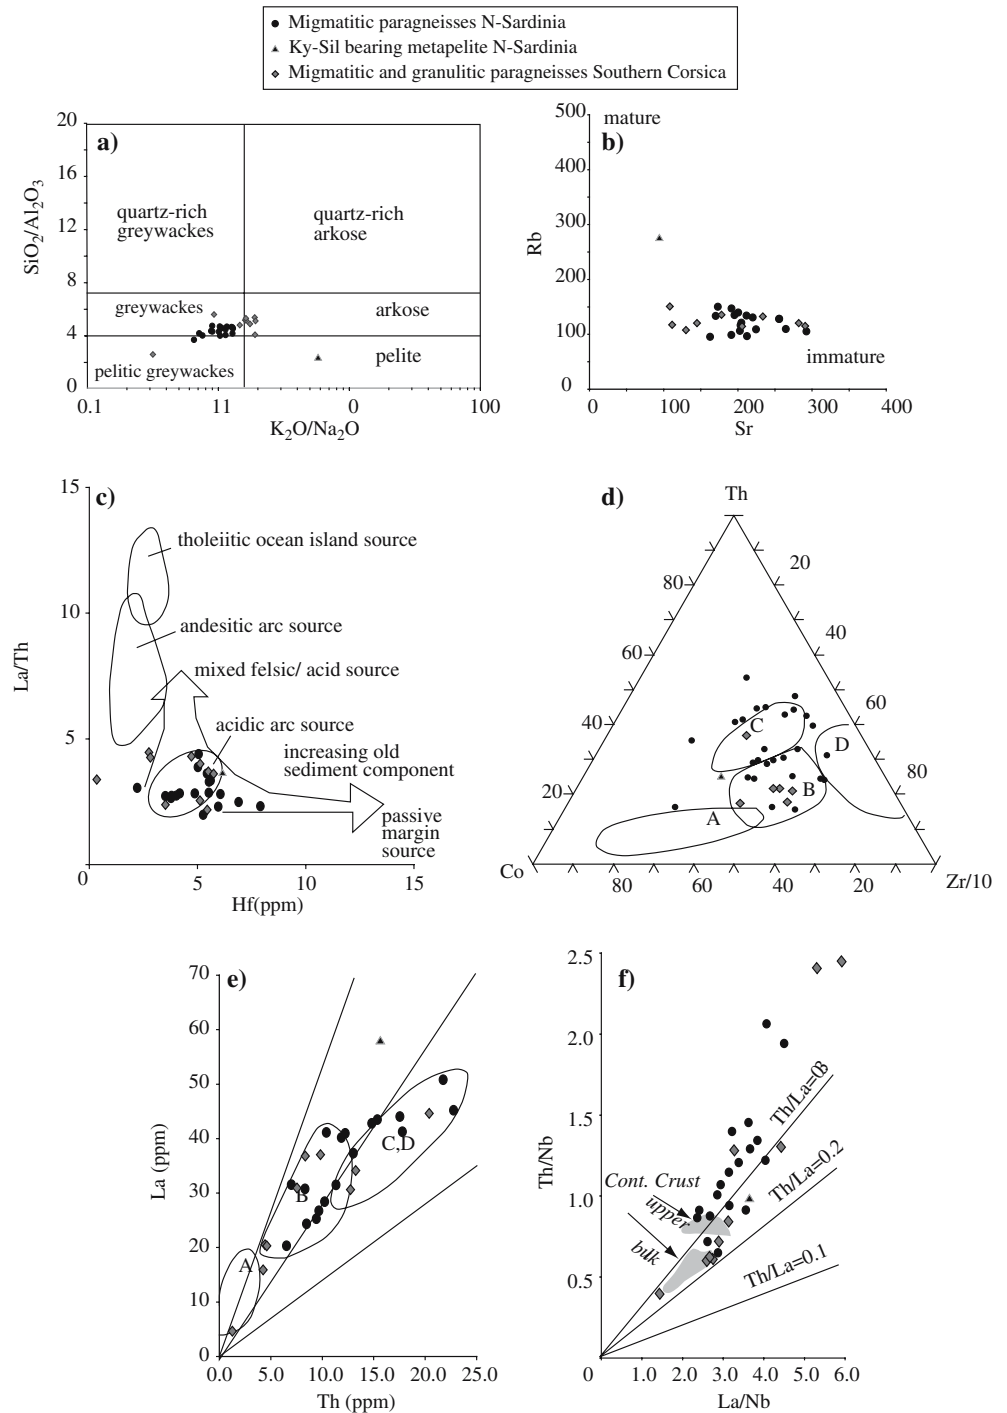 Migmatitic paragneisses N-Sardinia
Ky-Sil bearing metapelite N-Sardinia
Migmatitic and granulitic paragneisses Southern Corsica
a)
SiO2/Al2O3
20
16
12
8
4
0
quartz-rich
greywackes
quartz-rich
arkose
greywackes
arkose
pelitic greywackes
pelite
0.1
11
0
100
K2O/Na2O
b)
mature
immature
Rb
500
400
300
200
100
0
0
100
200
300
400
Sr
c)
La/Th
15
10
5
0
tholeiitic ocean island source
andesitic arc source
mixed felsic/ acid source
acidic arc source
increasing old
sediment component
passive
margin
source
0
5
10
15
Hf(ppm)
d)
Th
80
60
40
20
20
40
60
80
C
D
B
A
Co
80
60
40
20
Zr/10
e)
La (ppm)
70
60
50
40
30
20
10
0
C,D
B
A
0
5.0
10.0
15.0
20.0
25.0
Th (ppm)
f)
Th/Nb
2.5
2.0
1.5
1.0
0.5
Th/La=0.3
Th/La=0.2
Th/La=0.1
Cont. Crust
upper
bulk
0
1.0
2.0
3.0
4.0
5.0
6.0
La/Nb